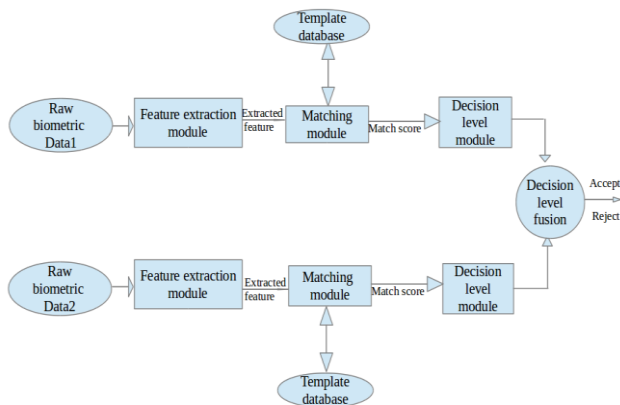 Template
database
Raw
biometric
Data1
Feature extraction
module
Extracted
feature
Matching
module
Match score
Decision
level
module
Decision
level
fusion
Accept
Reject
Raw
biometric
Data2
Feature extraction
module
Extracted
feature
Matching
module
Match score
Decision
level
module
Template
database